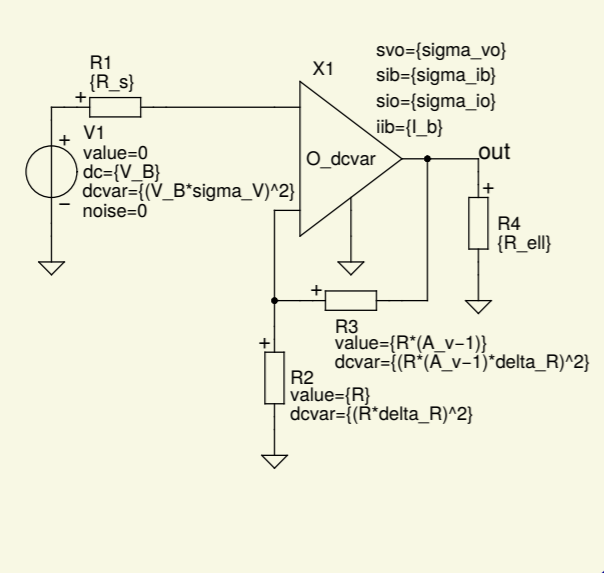 R1
{R_s}
+
V1
+
value=0
dc={V_B}
dcvar={(V_B*sigma_V)^2}
−
noise=0
X1
svo={sigma_vo}
sib={sigma_ib}
sio={sigma_io}
iib={I_b}
O_dcvar
out
+
R4
{R_ell}
+
R3
value={R*(A_v−1)}
dcvar={(R*(A_v−1)*delta_R)^2}
+
R2
value={R}
dcvar={(R*delta_R)^2}